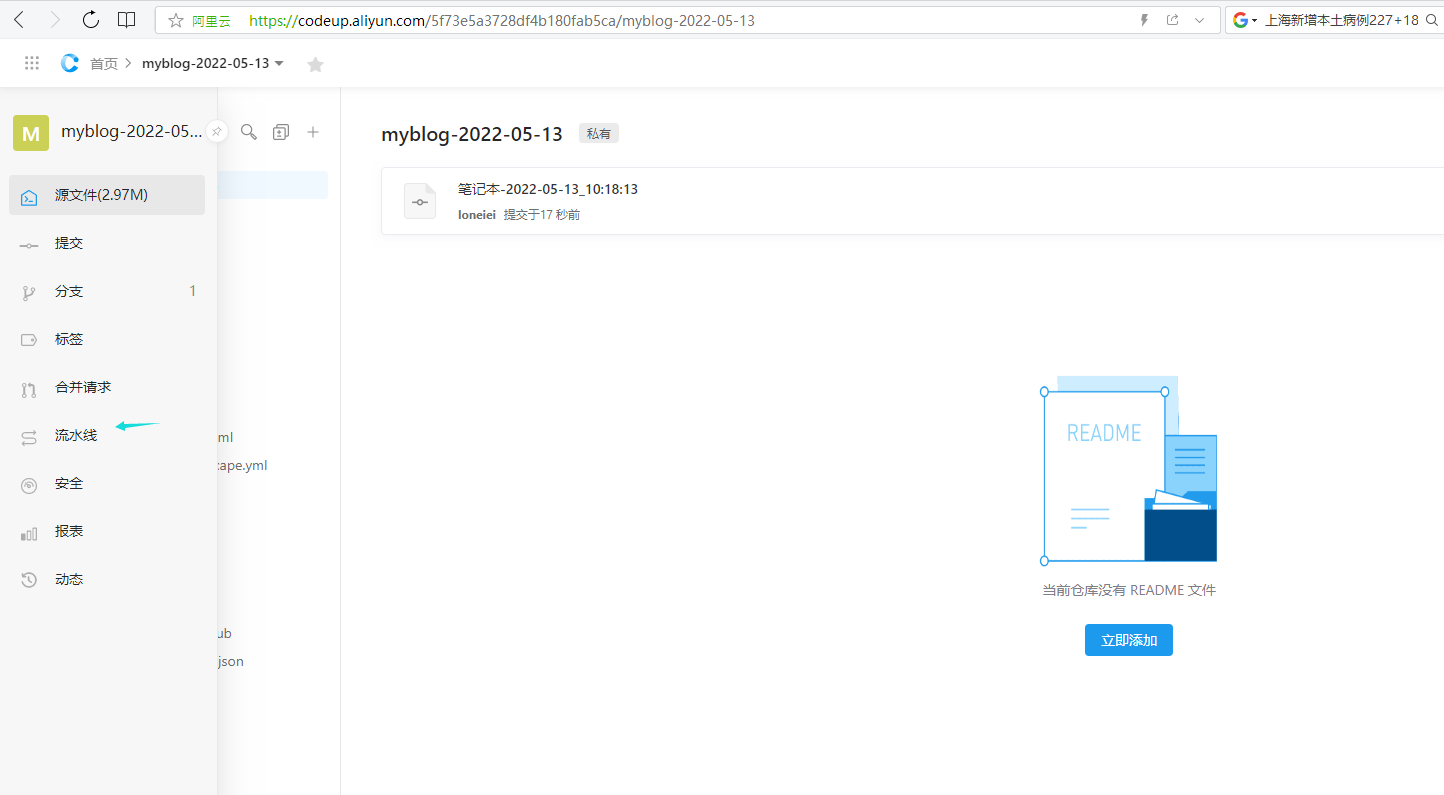 阿里云 https://codeup.aliyun.com/5f73e5a3728df4b180fab5ca/myblog-2022-05-13 上海新增本土病例227+18
首页 myblog-2022-05-13
M myblog-2022-05...
源文件(2.97M)
提交
分支 1
标签
合并请求
流水线
安全
报表
动态
ml
cape.yml
ub
json
myblog-2022-05-13 私有
笔记本-2022-05-13_10:18:13
loneiei 提交于17 秒前
README
当前仓库没有 README 文件
立即添加